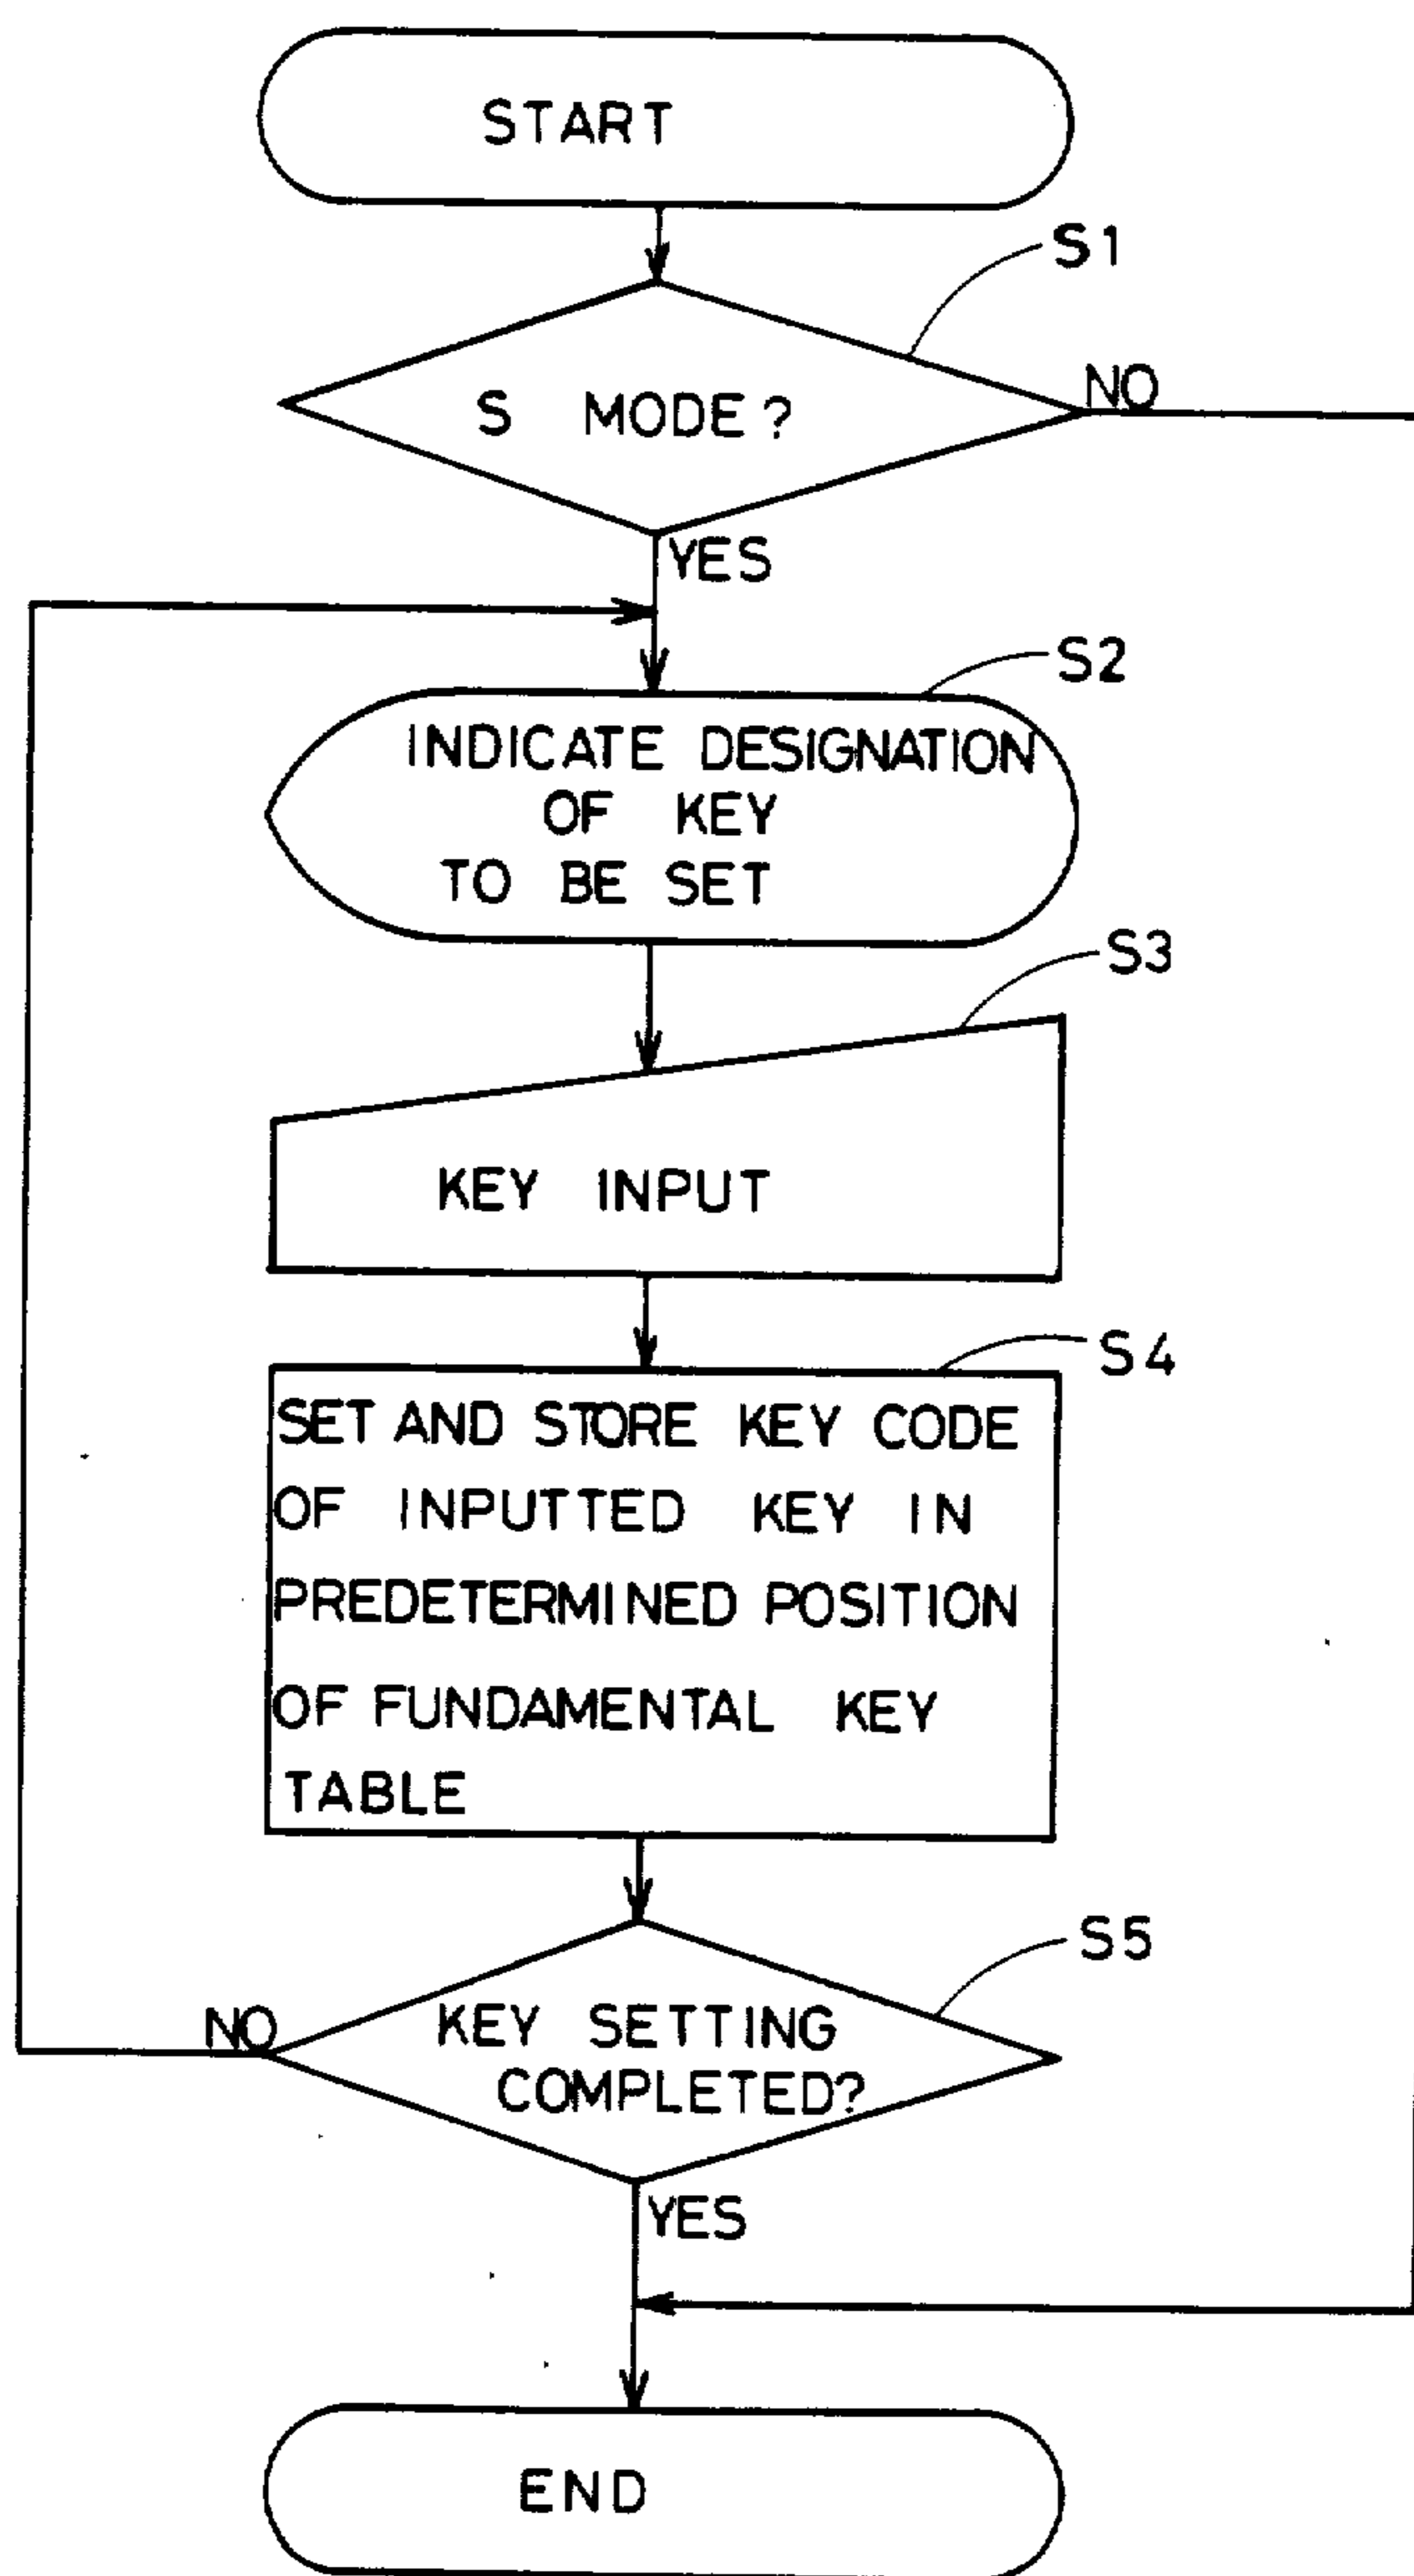 START
S1
S MODE?
NO
YES
S2
INDICATE DESIGNATION
OF KEY
TO BE SET
S3
KEY INPUT
S4
SET AND STORE KEY CODE
OF INPUTTED KEY IN
PREDETERMINED POSITION
OF FUNDAMENTAL KEY
TABLE
S5
NO
KEY SETTING
COMPLETED?
YES
END